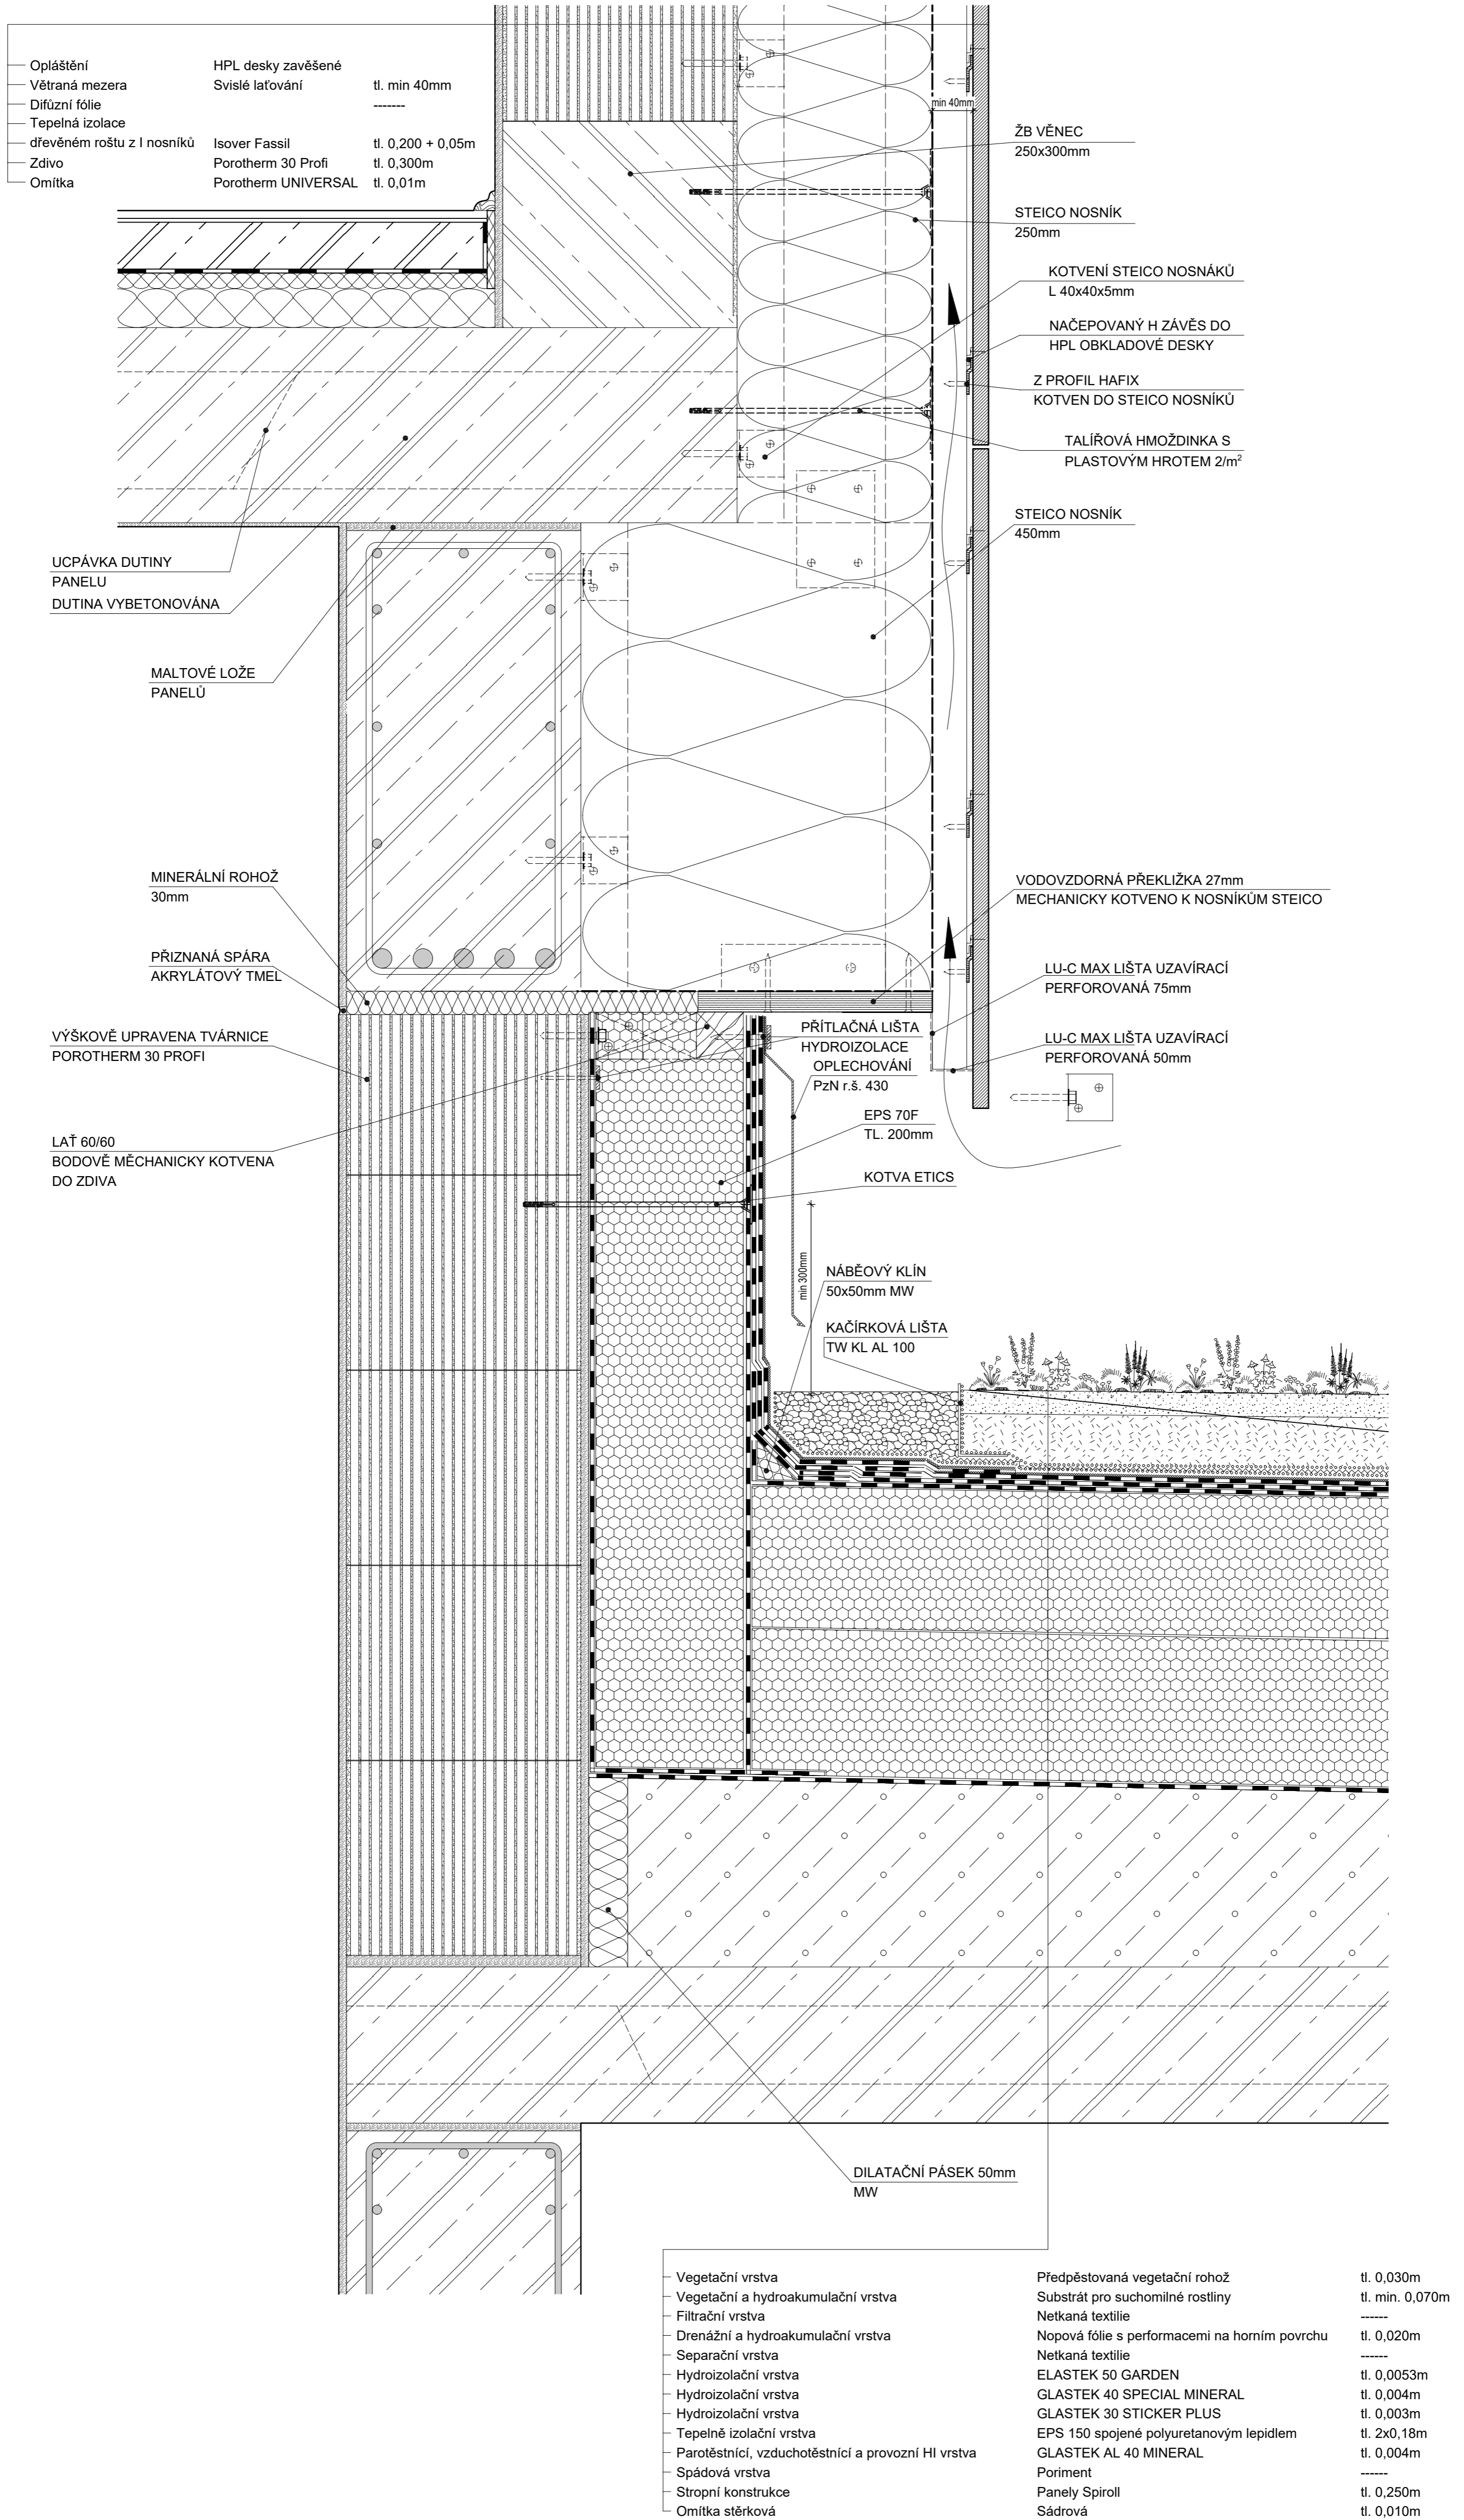 Opláštění HPL desky zavěšené
Větraná mezera Svislé laťování tl. min 40mm
Difůzní fólie -------
Tepelná izolace
dřevěném roštu z I nosníků Isover Fassil tl. 0,200 + 0,05m
Zdivo Porotherm 30 Profi tl. 0,300m
Omítka Porotherm UNIVERSAL tl. 0,01m
min 40mm
ŽB VĚNEC
250x300mm
STEICO NOSNÍK
250mm
KOTVENÍ STEICO NOSNÁKŮ
L 40x40x5mm
NAČEPOVANÝ H ZÁVĚS DO
HPL OBKLADOVÉ DESKY
Z PROFIL HAFIX
KOTVEN DO STEICO NOSNÍKŮ
TALÍŘOVÁ HMOŽDINKA S
PLASTOVÝM HROTEM 2/m²
STEICO NOSNÍK
450mm
UCPÁVKA DUTINY
PANELU
DUTINA VYBETONOVÁNA
MALTOVÉ LOŽE
PANELŮ
MINERÁLNÍ ROHOŽ
30mm
VODOVZDORNÁ PŘEKLIŽKA 27mm
MECHANICKY KOTVENO K NOSNÍKŮM STEICO
PŘIZNANÁ SPÁRA
AKRYLÁTOVÝ TMEL
LU-C MAX LIŠTA UZAVÍRACÍ
PERFOROVANÁ 75mm
VÝŠKOVĚ UPRAVENA TVÁRNICE
POROTHERM 30 PROFI
PŘÍTLAČNÁ LIŠTA
HYDROIZOLACE
LU-C MAX LIŠTA UZAVÍRACÍ
PERFOROVANÁ 50mm
OPLECHOVÁNÍ
PzN r.š. 430
EPS 70F
TL. 200mm
LAŤ 60/60
BODOVĚ MĚCHANICKY KOTVENA
DO ZDIVA
KOTVA ETICS
min 300mm
NÁBĚOVÝ KLÍN
50x50mm MW
KAČÍRKOVÁ LIŠTA
TW KL AL 100
DILATAČNÍ PÁSEK 50mm
MW
Vegetační vrstva Předpěstovaná vegetační rohož tl. 0,030m
Vegetační a hydroakumulační vrstva Substrát pro suchomilné rostliny tl. min. 0,070m
Filtrační vrstva Netkaná textilie ------
Drenážní a hydroakumulační vrstva Nopová fólie s performacemi na horním povrchu tl. 0,020m
Separační vrstva Netkaná textilie ------
Hydroizolační vrstva ELASTEK 50 GARDEN tl. 0,0053m
Hydroizolační vrstva GLASTEK 40 SPECIAL MINERAL tl. 0,004m
Hydroizolační vrstva GLASTEK 30 STICKER PLUS tl. 0,003m
Tepelně izolační vrstva EPS 150 spojené polyuretanovým lepidlem tl. 2x0,18m
Parotěstnící, vzduchotěstnící a provozní HI vrstva GLASTEK AL 40 MINERAL tl. 0,004m
Spádová vrstva Poriment ------
Stropní konstrukce Panely Spiroll tl. 0,250m
Omítka stěrková Sádrová tl. 0,010m